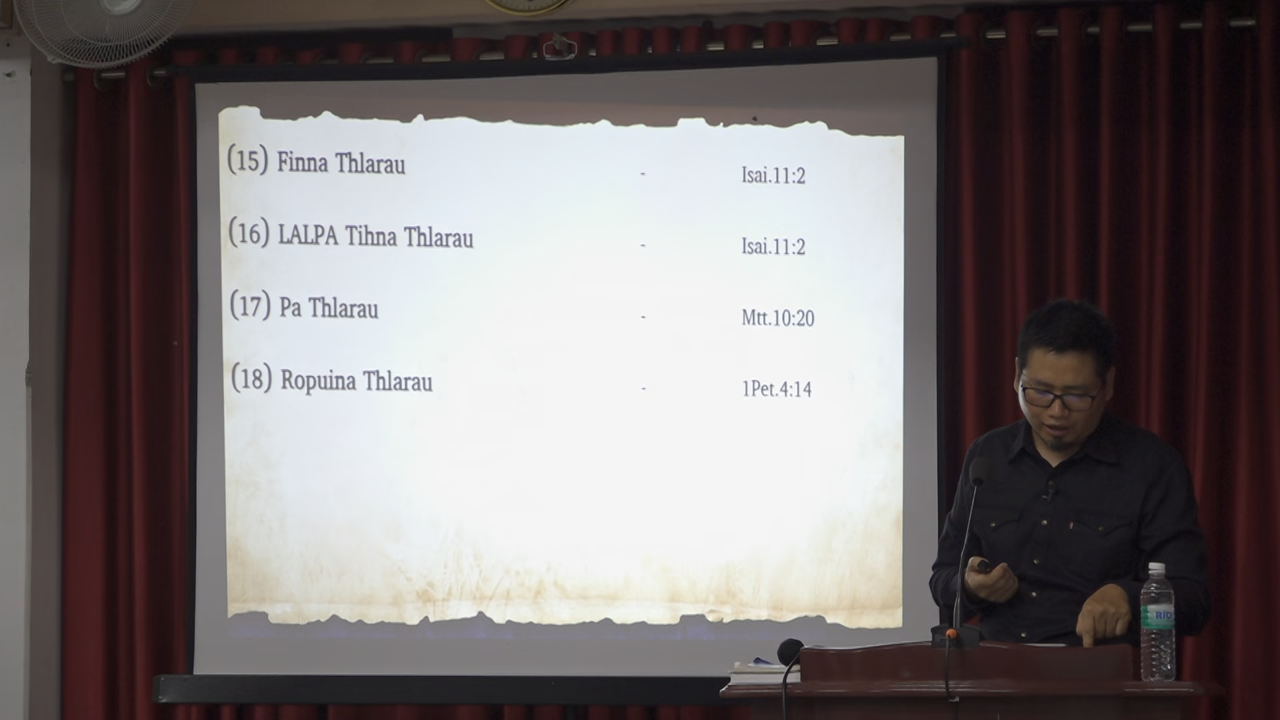 (15) Finna Thlarau - Isai.11:2
(16) LALPA Tihna Thlarau - Isai.11:2
(17) Pa Thlarau - Mtt.10:20
(18) Ropuina Thlarau - 1Pet.4:14